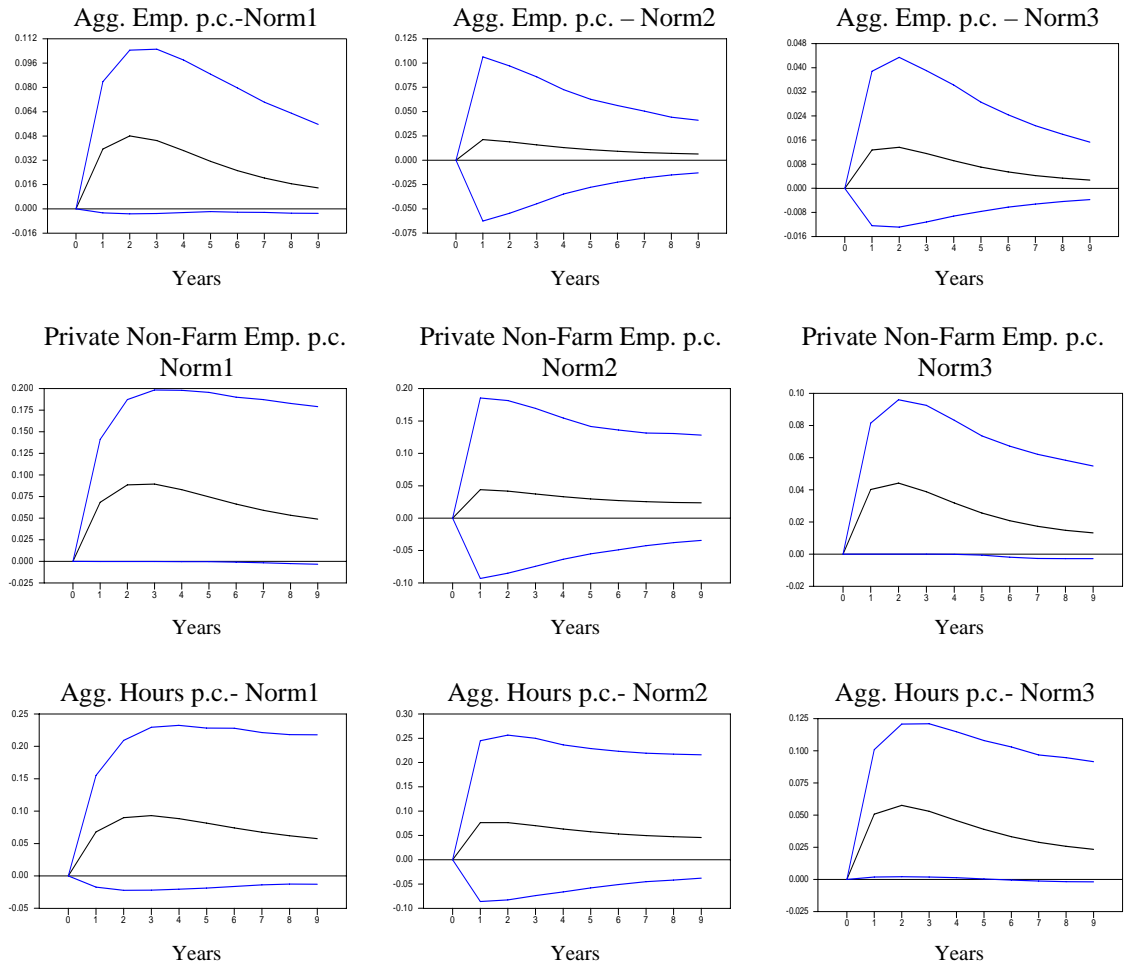 Agg. Emp. p.c.-Norm1
0.112
0.096
0.080
0.064
0.048
0.032
0.016
0.000
-0.016
0 1 2 3 4 5 6 7 8 9
Years
Agg. Emp. p.c. – Norm2
0.125
0.100
0.075
0.050
0.025
0.000
-0.025
-0.050
-0.075
0 1 2 3 4 5 6 7 8 9
Years
Agg. Emp. p.c. – Norm3
0.048
0.040
0.032
0.024
0.016
0.008
0.000
-0.008
-0.016
0 1 2 3 4 5 6 7 8 9
Years
Private Non-Farm Emp. p.c.
Norm1
0.200
0.175
0.150
0.125
0.100
0.075
0.050
0.025
0.000
-0.025
0 1 2 3 4 5 6 7 8 9
Years
Private Non-Farm Emp. p.c.
Norm2
0.20
0.15
0.10
0.05
0.00
-0.05
-0.10
0 1 2 3 4 5 6 7 8 9
Years
Private Non-Farm Emp. p.c.
Norm3
0.10
0.08
0.06
0.04
0.02
0.00
-0.02
0 1 2 3 4 5 6 7 8 9
Years
Agg. Hours p.c.- Norm1
0.25
0.20
0.15
0.10
0.05
0.00
-0.05
0 1 2 3 4 5 6 7 8 9
Years
Agg. Hours p.c.- Norm2
0.30
0.25
0.20
0.15
0.10
0.05
0.00
-0.05
-0.10
0 1 2 3 4 5 6 7 8 9
Years
Agg. Hours p.c.- Norm3
0.125
0.100
0.075
0.050
0.025
0.000
-0.025
0 1 2 3 4 5 6 7 8 9
Years